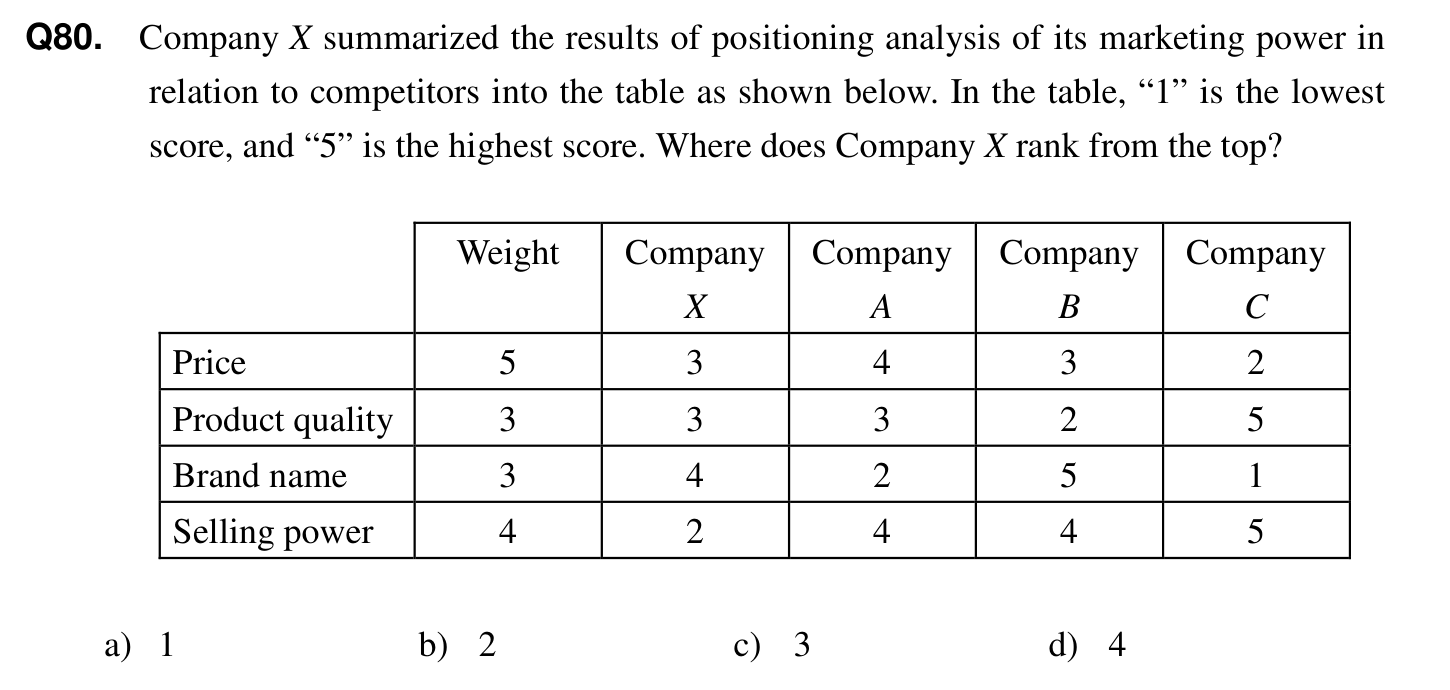 Q80. Company X summarized the results of positioning analysis of its marketing power in
relation to competitors into the table as shown below. In the table, “1” is the lowest
score, and “5” is the highest score. Where does Company X rank from the top?
Weight Company X Company A Company B Company C
Price 5 3 4 3 2
Product quality 3 3 3 2 5
Brand name 3 4 2 5 1
Selling power 4 2 4 4 5
a) 1 b) 2 c) 3 d) 4